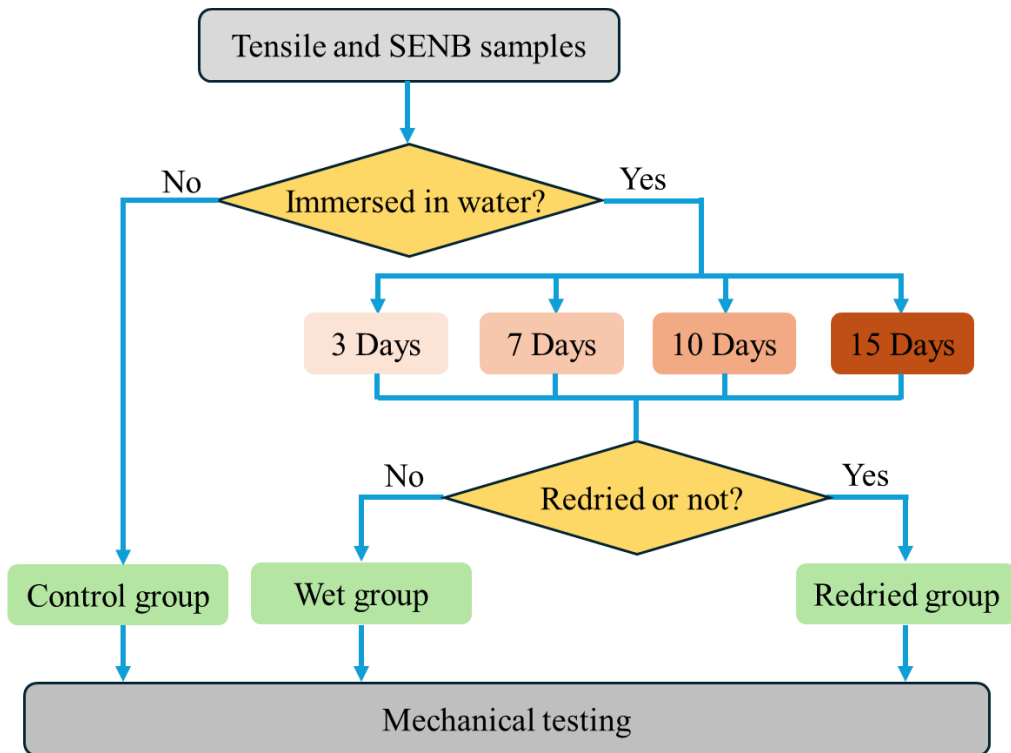 Tensile and SENB samples
No
Yes
Immersed in water?
3 Days
7 Days
10 Days
15 Days
No
Yes
Redried or not?
Control group
Wet group
Redried group
Mechanical testing